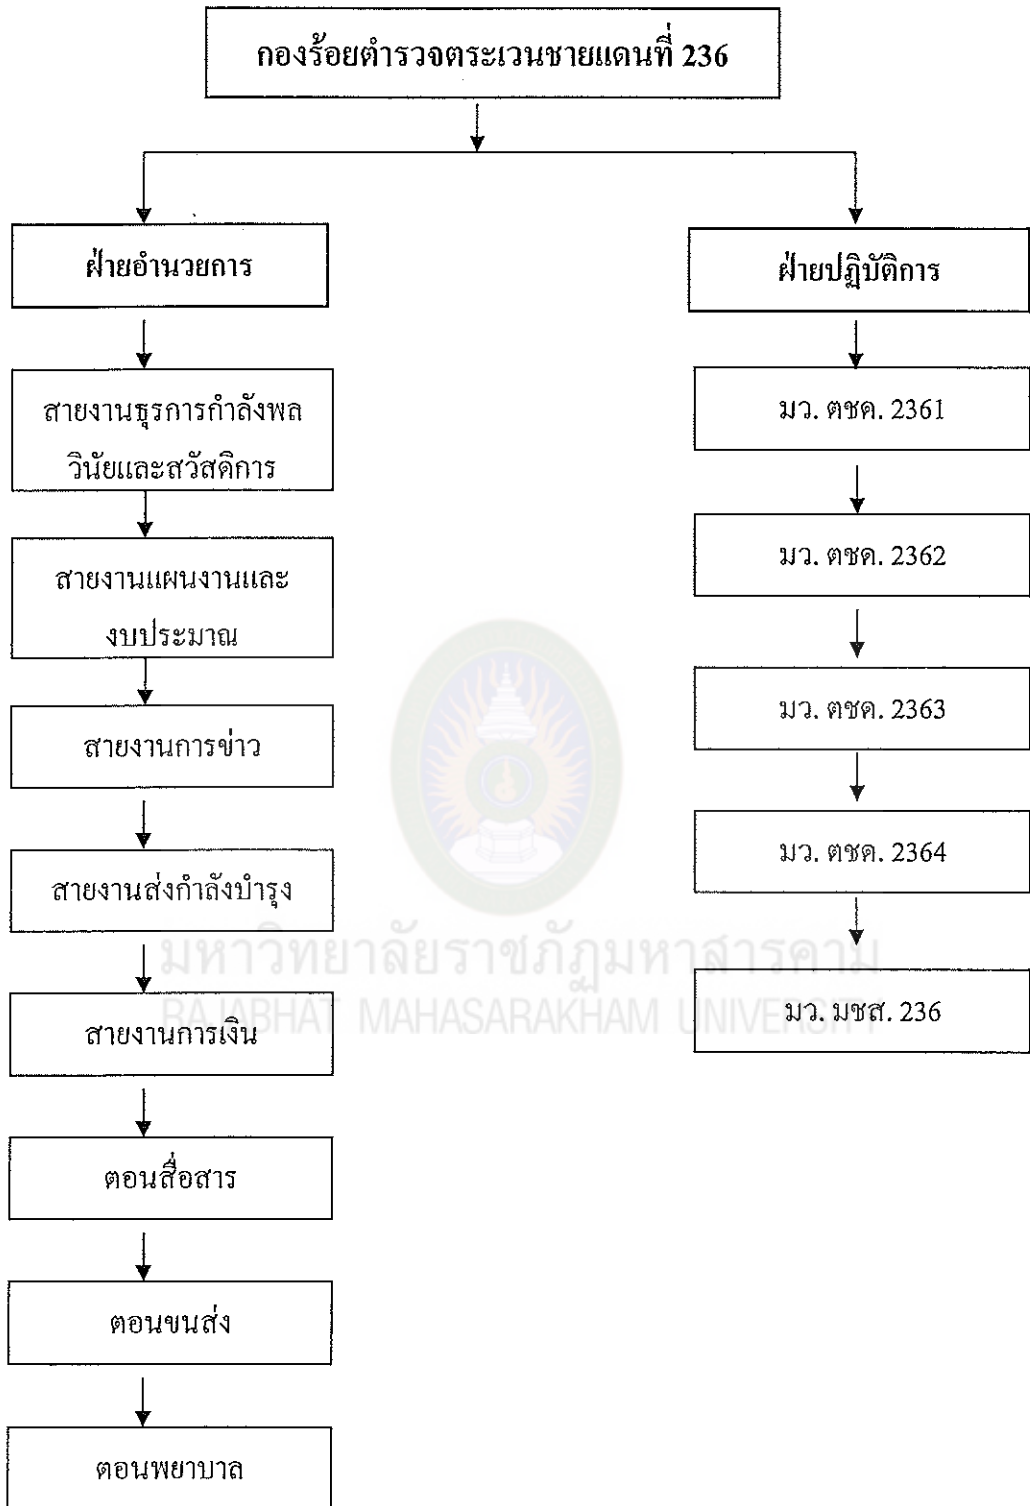 กองร้อยตำรวจตระเวนชายแดนที่ 236
ฝ่ายอำนวยการ
สายงานธุรการกำลังพล
วินัยและสวัสดิการ
สายงานแผนงานและ
งบประมาณ
สายงานการข่าว
สายงานส่งกำลังบำรุง
สายงานการเงิน
ตอนสื่อสาร
ตอนขนส่ง
ตอนพยาบาล
ฝ่ายปฏิบัติการ
มว. ตชด. 2361
มว. ตชด. 2362
มว. ตชด. 2363
มว. ตชด. 2364
มว. มชส. 236
มหาวิทยาลัยราชภัฏมหาสารคาม
RAJABHAT MAHASARAKHAM UNIVERSITY